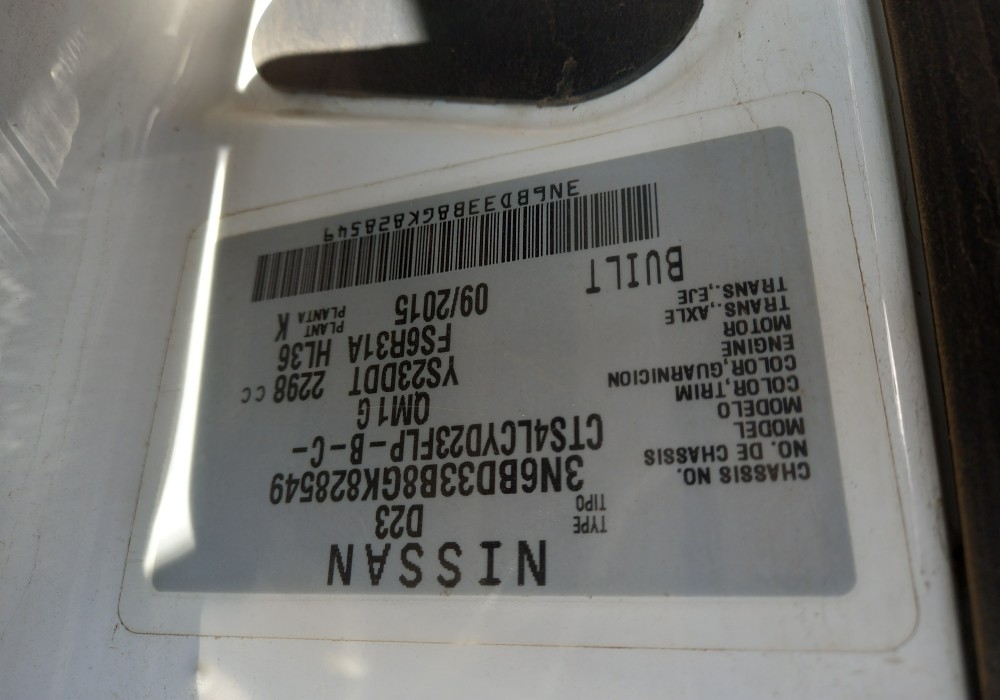 NISSAN
TYPE
TIPO D23
CHASSIS NO.
NO. DE CHASSIS 3N6BD33B8GK828549
MODEL
MODELO CTS4LCYD23FLP-B-C-
COLOR,TRIM
COLOR,GUARNICION QM1 G
ENGINE
MOTOR YS23DDT 2298 CC
TRANS.,AXLE
TRANS.,EJE FS6R31A HL36
PLANT
PLANTA K
BUILT 09/2015
3N6BD33B8GK828549